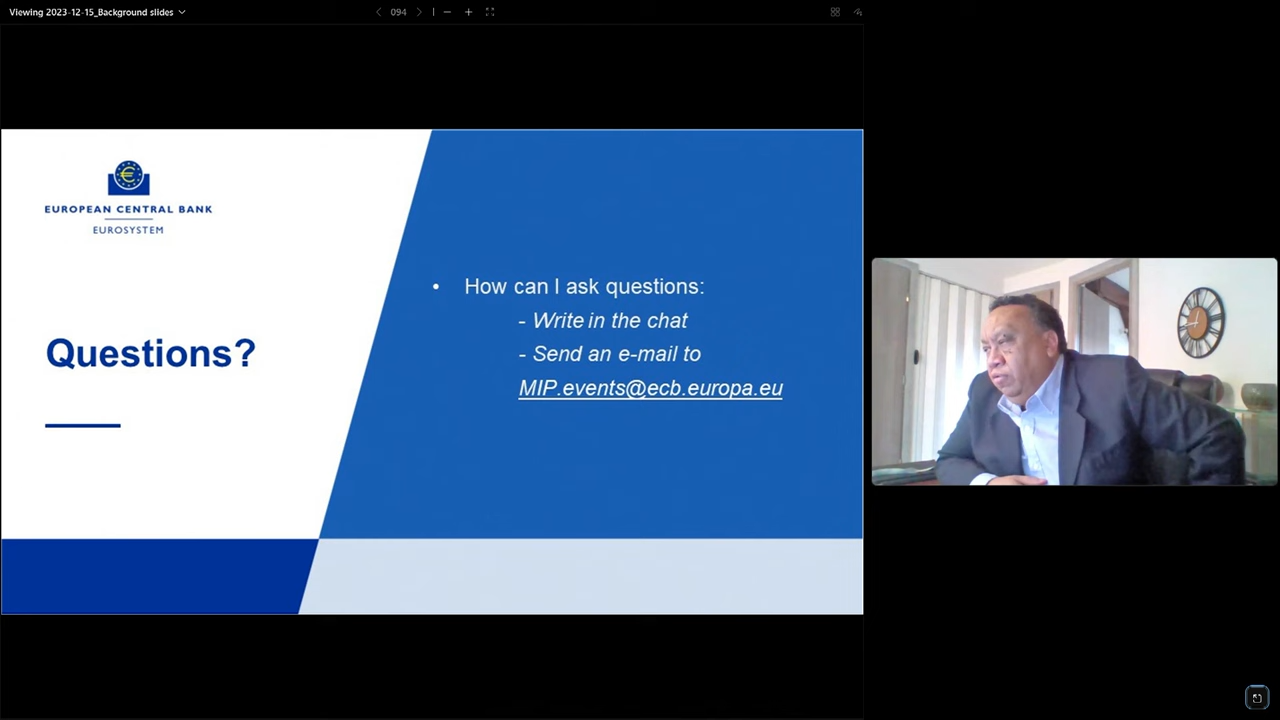 Viewing 2023-12-15_Background slides
094
EUROPEAN CENTRAL BANK
EUROSYSTEM
Questions?
• How can I ask questions:
- Write in the chat
- Send an e-mail to
MIP.events@ecb.europa.eu